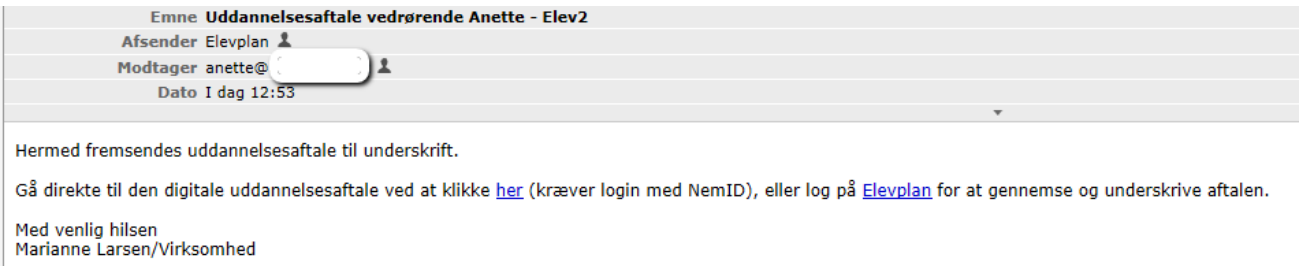 Emne Uddannelsesaftale vedrørende Anette - Elev2
Afsender Elevplan
Modtager anette@
Dato I dag 12:53
Hermed fremsendes uddannelsesaftale til underskrift.
Gå direkte til den digitale uddannelsesaftale ved at klikke her (kræver login med NemID), eller log på Elevplan for at gennemse og underskrive aftalen.
Med venlig hilsen
Marianne Larsen/Virksomhed